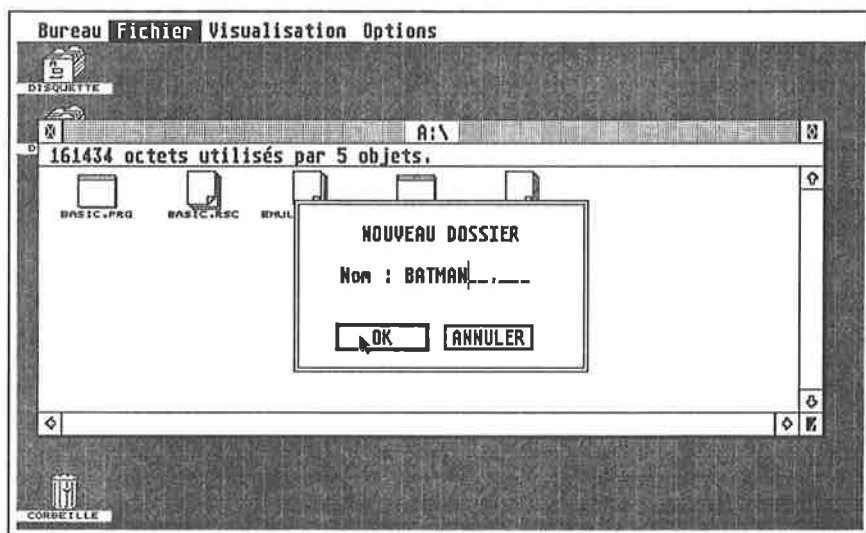 Bureau Fichier Visualisation Options
DISQUETTE
A:\
161434 octets utilisés par 5 objets.
BASIC.PRG BASIC.RSC
NOUVEAU DOSSIER
Nom : BATMAN__.___
OK ANNULER
CORBEILLE